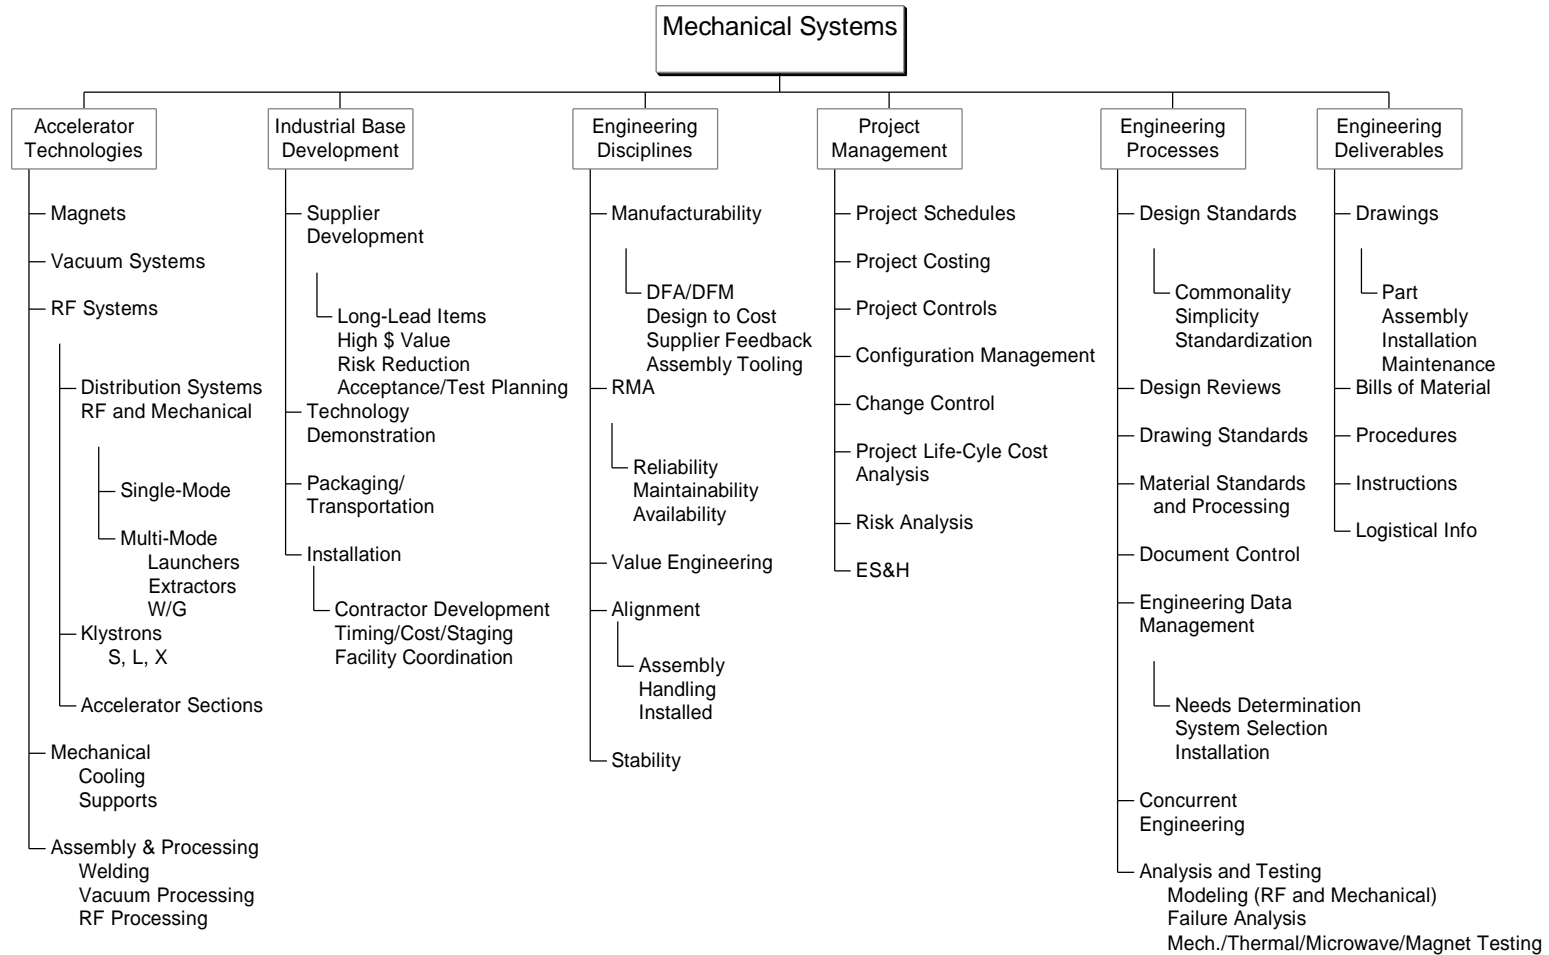 Mechanical Systems
Accelerator
Technologies
Magnets
Vacuum Systems
RF Systems
Distribution Systems
RF and Mechanical
Single-Mode
Multi-Mode
Launchers
Extractors
W/G
Klystrons
S, L, X
Accelerator Sections
Mechanical
Cooling
Supports
Assembly & Processing
Welding
Vacuum Processing
RF Processing
Industrial Base
Development
Supplier
Development
Long-Lead Items
High $ Value
Risk Reduction
Acceptance/Test Planning
Technology
Demonstration
Packaging/
Transportation
Installation
Contractor Development
Timing/Cost/Staging
Facility Coordination
Engineering
Disciplines
Manufacturability
DFA/DFM
Design to Cost
Supplier Feedback
Assembly Tooling
RMA
Reliability
Maintainability
Availability
Value Engineering
Alignment
Assembly
Handling
Installed
Stability
Project
Management
Project Schedules
Project Costing
Project Controls
Configuration Management
Change Control
Project Life-Cyle Cost
Analysis
Risk Analysis
ES&H
Engineering
Processes
Design Standards
Commonality
Simplicity
Standardization
Design Reviews
Drawing Standards
Material Standards
and Processing
Document Control
Engineering Data
Management
Needs Determination
System Selection
Installation
Concurrent
Engineering
Analysis and Testing
Modeling (RF and Mechanical)
Failure Analysis
Mech./Thermal/Microwave/Magnet Testing
Engineering
Deliverables
Drawings
Part
Assembly
Installation
Maintenance
Bills of Material
Procedures
Instructions
Logistical Info